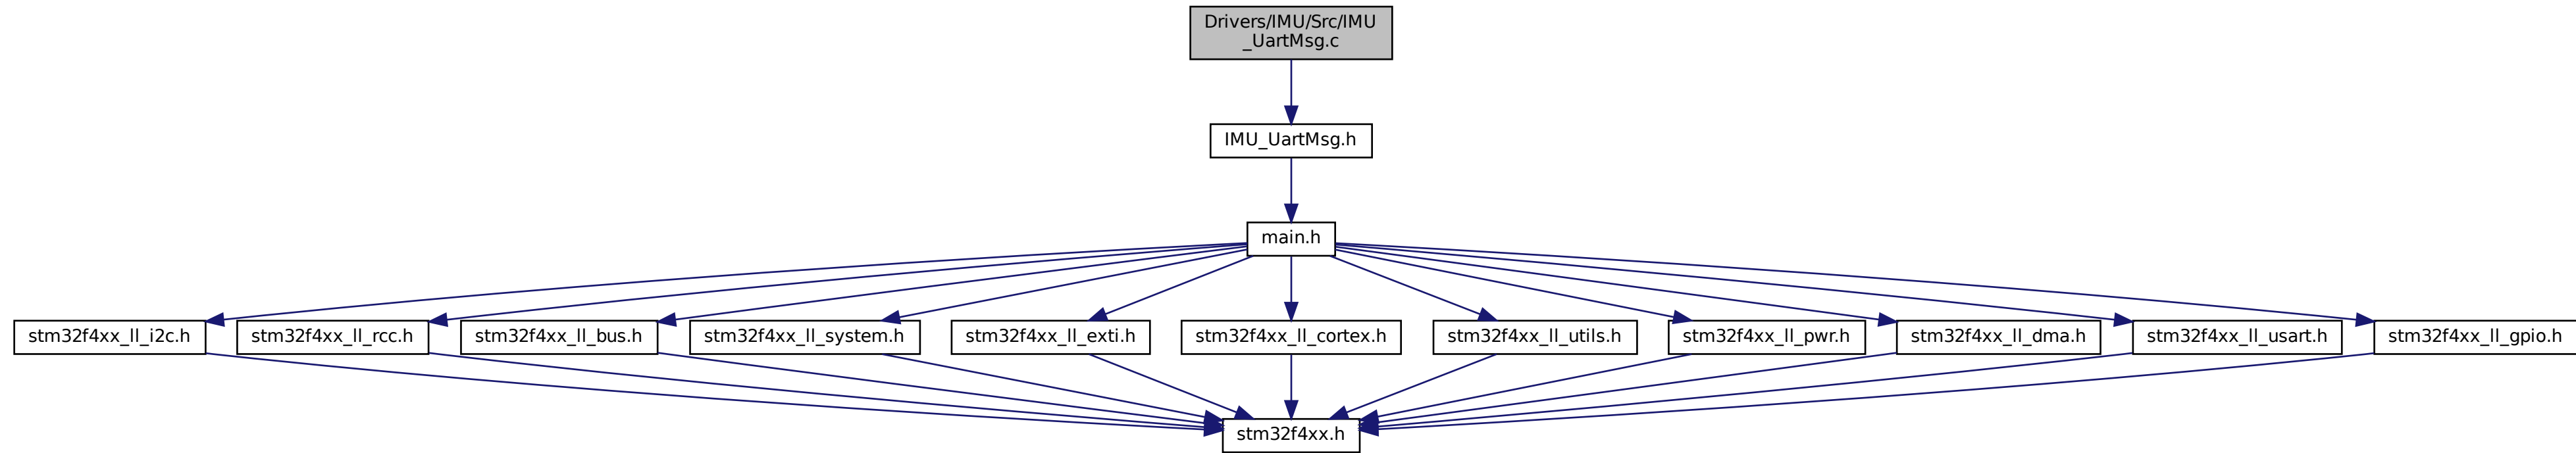 Drivers/IMU/Src/IMU
_UartMsg.c
IMU_UartMsg.h
main.h
stm32f4xx_ll_i2c.h
stm32f4xx_ll_rcc.h
stm32f4xx_ll_bus.h
stm32f4xx_ll_system.h
stm32f4xx_ll_exti.h
stm32f4xx_ll_cortex.h
stm32f4xx_ll_utils.h
stm32f4xx_ll_pwr.h
stm32f4xx_ll_dma.h
stm32f4xx_ll_usart.h
stm32f4xx_ll_gpio.h
stm32f4xx.h